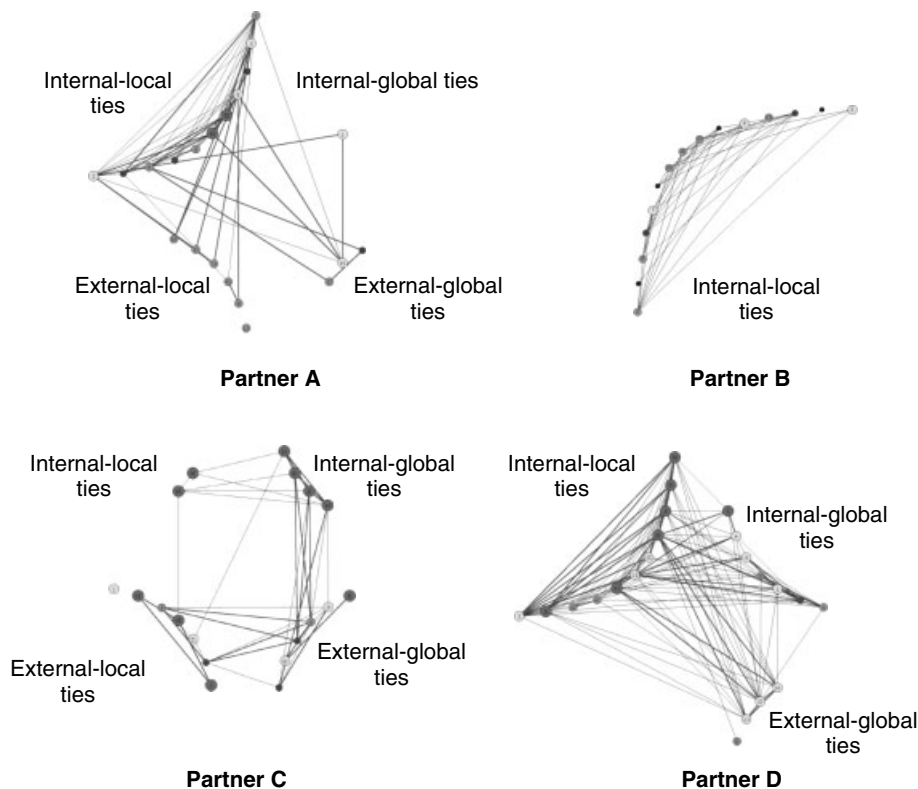 Internal-local
ties
Internal-global ties
External-local
ties
External-global
ties
Partner A
Internal-local
ties
Partner B
Internal-local
ties
Internal-global
ties
External-local
ties
External-global
ties
Partner C
Internal-local
ties
Internal-global
ties
External-global
ties
Partner D